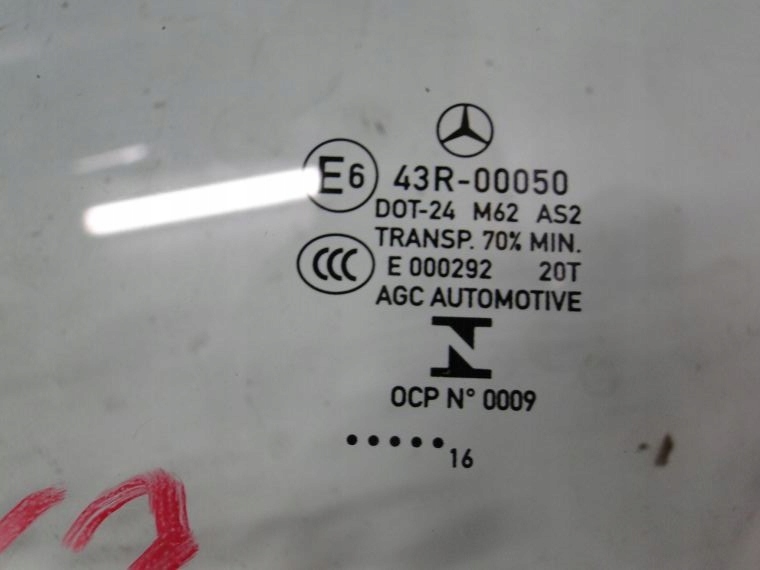 E6 43R-00050
DOT-24 M62 AS2
TRANSP. 70% MIN.
CCC E 000292 20T
AGC AUTOMOTIVE
OCP N° 0009
•••••16